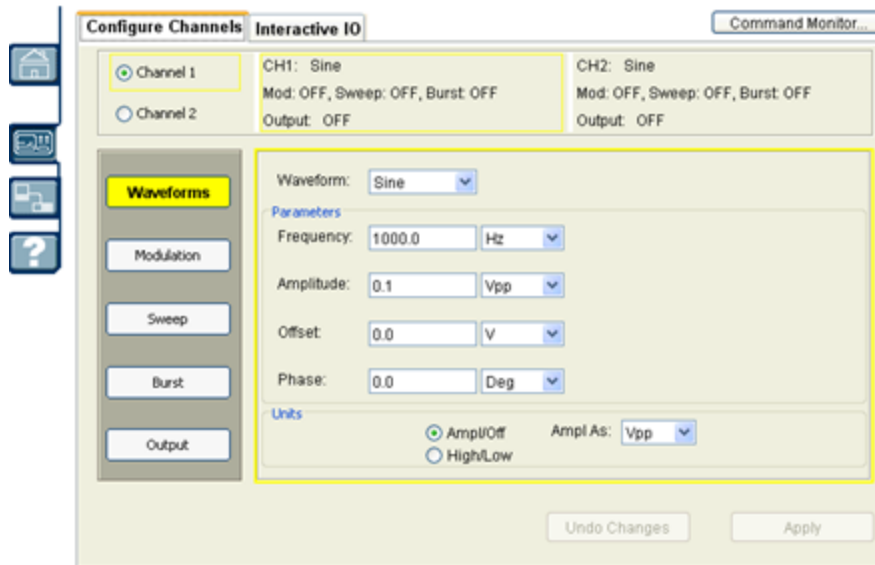 Configure Channels
Interactive IO
Command Monitor...
Channel 1
Channel 2
CH1: Sine
Mod: OFF, Sweep: OFF, Burst: OFF
Output: OFF
CH2: Sine
Mod: OFF, Sweep: OFF, Burst: OFF
Output: OFF
Waveforms
Modulation
Sweep
Burst
Output
Waveform: Sine
Parameters
Frequency: 1000.0 Hz
Amplitude: 0.1 Vpp
Offset: 0.0 V
Phase: 0.0 Deg
Units
Ampl/Off
High/Low
Ampl As: Vpp
Undo Changes
Apply
?